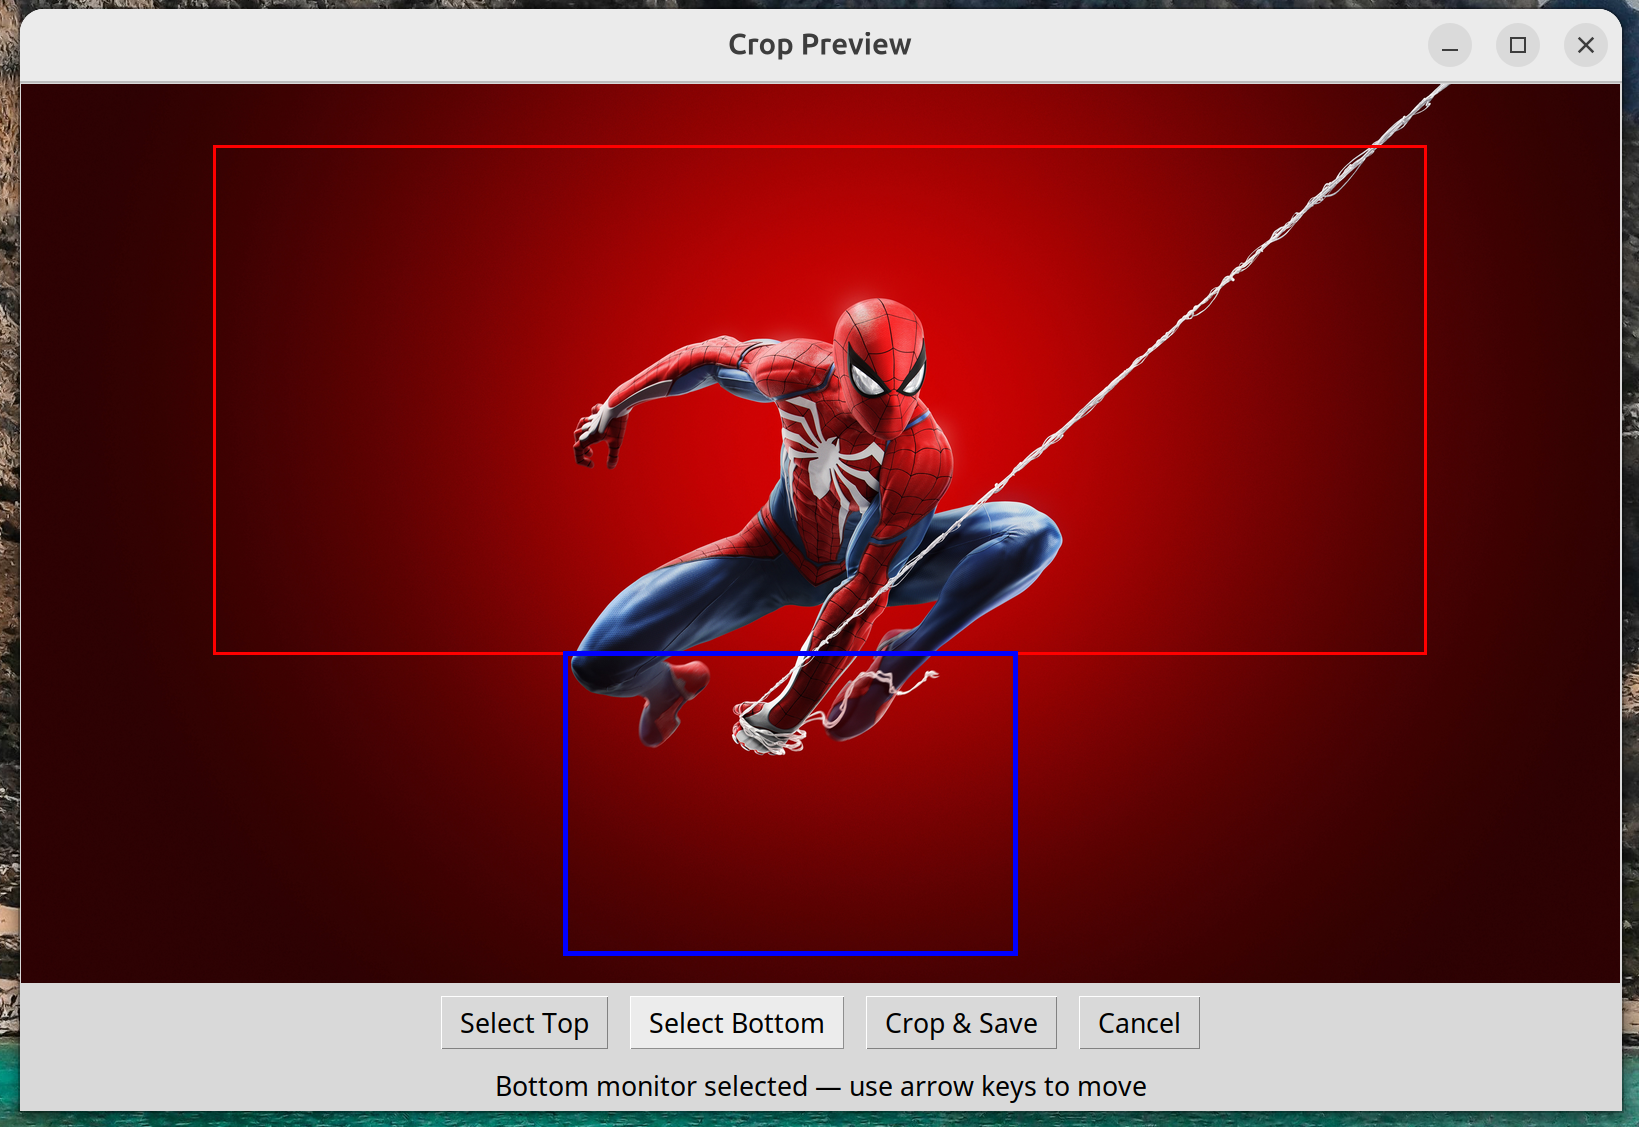 Crop Preview
Select Top
Select Bottom
Crop & Save
Cancel
Bottom monitor selected — use arrow keys to move